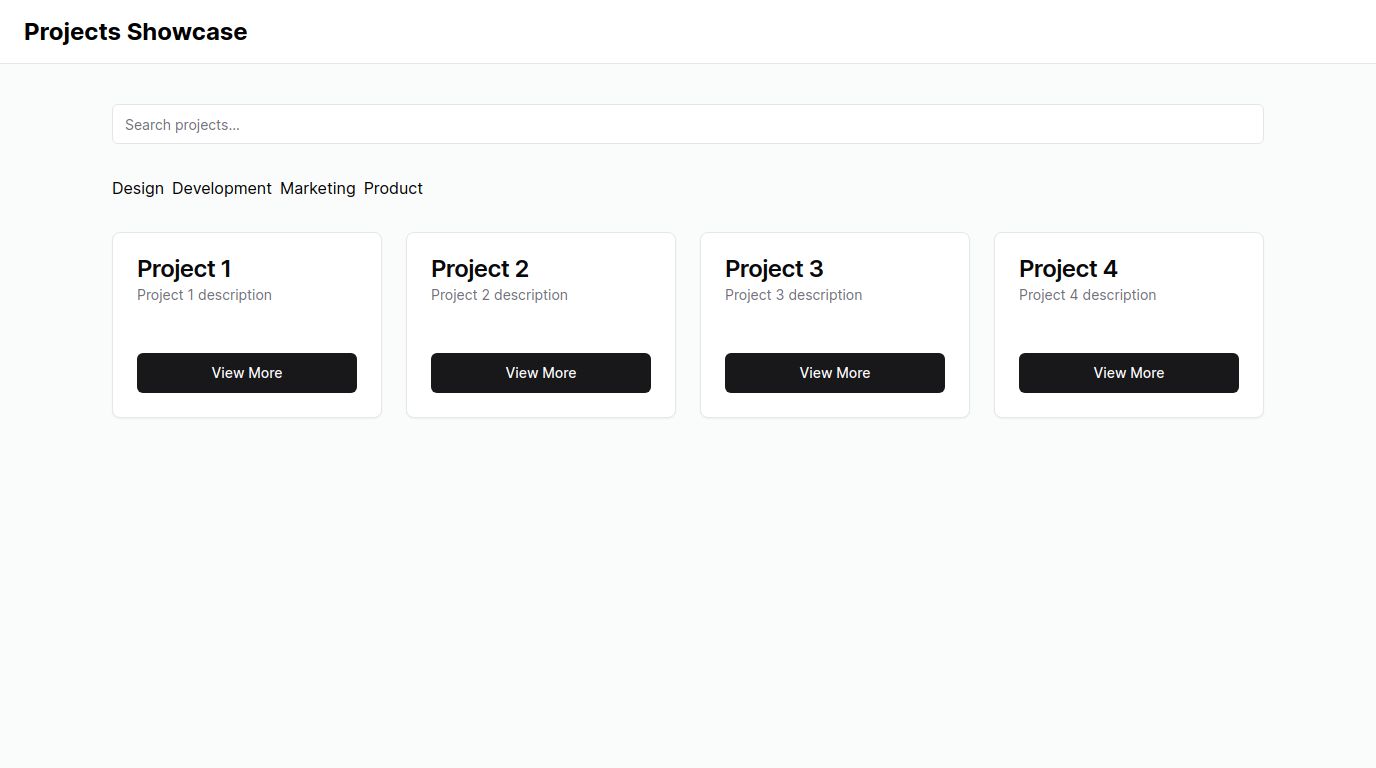 Projects Showcase
Search projects...
Design Development Marketing Product
Project 1 Project 2 Project 3 Project 4
Project 1 description Project 2 description Project 3 description Project 4 description
View More View More View More View More